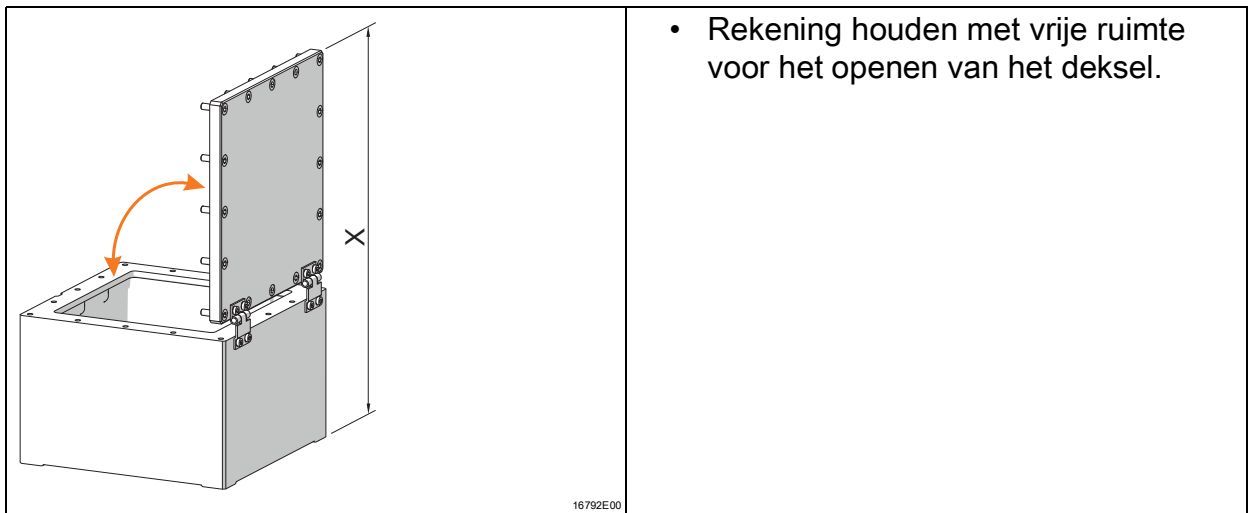 X
16792E00
• Rekening houden met vrije ruimte
voor het openen van het deksel.